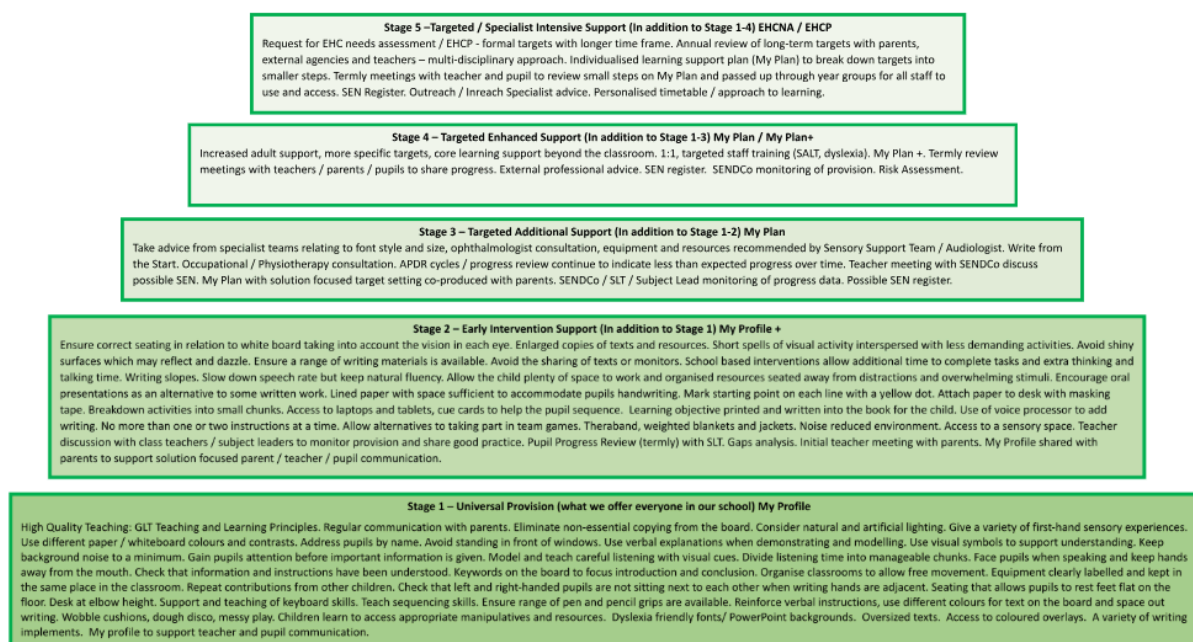 Stage 5 –Targeted / Specialist Intensive Support (In addition to Stage 1-4) EHCNA / EHCP
Request for EHC needs assessment / EHCP - formal targets with longer time frame. Annual review of long-term targets with parents,
external agencies and teachers – multi-disciplinary approach. Individualised learning support plan (My Plan) to break down targets into
smaller steps. Termly meetings with teacher and pupil to review small steps on My Plan and passed up through year groups for all staff to
use and access. SEN Register. Outreach / Inreach Specialist advice. Personalised timetable / approach to learning.
Stage 4 – Targeted Enhanced Support (In addition to Stage 1-3) My Plan / My Plan+
Increased adult support, more specific targets, core learning support beyond the classroom. 1:1, targeted staff training (SALT, dyslexia). My Plan +. Termly review
meetings with teachers / parents / pupils to share progress. External professional advice. SEN register. SENDCo monitoring of provision. Risk Assessment.
Stage 3 – Targeted Additional Support (In addition to Stage 1-2) My Plan
Take advice from specialist teams relating to font style and size, ophthalmologist consultation, equipment and resources recommended by Sensory Support Team / Audiologist. Write from
the Start. Occupational / Physiotherapy consultation. APDR cycles / progress review continue to indicate less than expected progress over time. Teacher meeting with SENDCo discuss
possible SEN. My Plan with solution focused target setting co-produced with parents. SENDCo / SLT / Subject Lead monitoring of progress data. Possible SEN register.
Stage 2 – Early Intervention Support (In addition to Stage 1) My Profile +
Ensure correct seating in relation to white board taking into account the vision in each eye. Enlarged copies of texts and resources. Short spells of visual activity interspersed with less demanding activities. Avoid shiny
surfaces which may reflect and dazzle. Ensure a range of writing materials is available. Avoid the sharing of texts or monitors. School based interventions allow additional time to complete tasks and extra thinking and
talking time. Writing slopes. Slow down speech rate but keep natural fluency. Allow the child plenty of space to work and organised resources seated away from distractions and overwhelming stimuli. Encourage oral
presentations as an alternative to some written work. Lined paper with space sufficient to accommodate pupils handwriting. Mark starting point on each line with a yellow dot. Attach paper to desk with masking
tape. Breakdown activities into small chunks. Access to laptops and tablets, cue cards to help the pupil sequence. Learning objective printed and written into the book for the child. Use of voice processor to add
writing. No more than one or two instructions at a time. Allow alternatives to taking part in team games. Theraband, weighted blankets and jackets. Noise reduced environment. Access to a sensory space. Teacher
discussion with class teachers / subject leaders to monitor provision and share good practice. Pupil Progress Review (termly) with SLT. Gaps analysis. Initial teacher meeting with parents. My Profile shared with
parents to support solution focused parent / teacher / pupil communication.
Stage 1 – Universal Provision (what we offer everyone in our school) My Profile
High Quality Teaching: GLT Teaching and Learning Principles. Regular communication with parents. Eliminate non-essential copying from the board. Consider natural and artificial lighting. Give a variety of first-hand sensory experiences.
Use different paper / whiteboard colours and contrasts. Address pupils by name. Avoid standing in front of windows. Use verbal explanations when demonstrating and modelling. Use visual symbols to support understanding. Keep
background noise to a minimum. Gain pupils attention before important information is given. Model and teach careful listening with visual cues. Divide listening time into manageable chunks. Face pupils when speaking and keep hands
away from the mouth. Check that information and instructions have been understood. Keywords on the board to focus introduction and conclusion. Organise classrooms to allow free movement. Equipment clearly labelled and kept in
the same place in the classroom. Repeat contributions from other children. Check that left and right-handed pupils are not sitting next to each other when writing hands are adjacent. Seating that allows pupils to rest feet flat on the
floor. Desk at elbow height. Support and teaching of keyboard skills. Teach sequencing skills. Ensure range of pen and pencil grips are available. Reinforce verbal instructions, use different colours for text on the board and space out
writing. Wobble cushions, dough disco, messy play. Children learn to access appropriate manipulatives and resources. Dyslexia friendly fonts/ PowerPoint backgrounds. Oversized texts. Access to coloured overlays. A variety of writing
implements. My profile to support teacher and pupil communication.